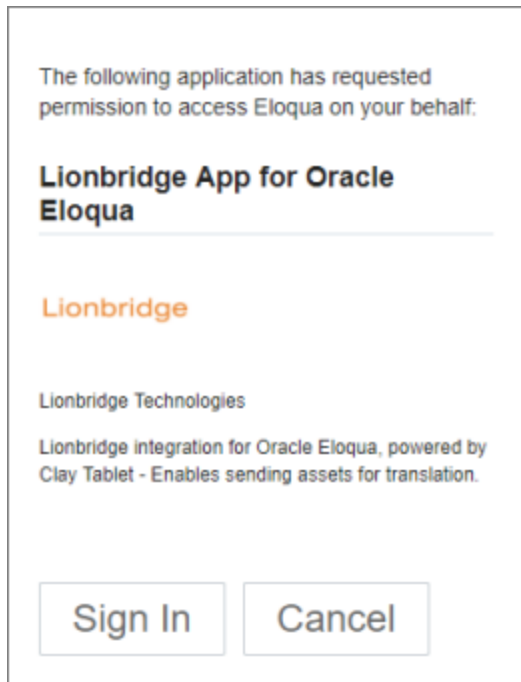 The following application has requested
permission to access Eloqua on your behalf:
Lionbridge App for Oracle
Eloqua
Lionbridge
Lionbridge Technologies
Lionbridge integration for Oracle Eloqua, powered by
Clay Tablet - Enables sending assets for translation.
Sign In
Cancel